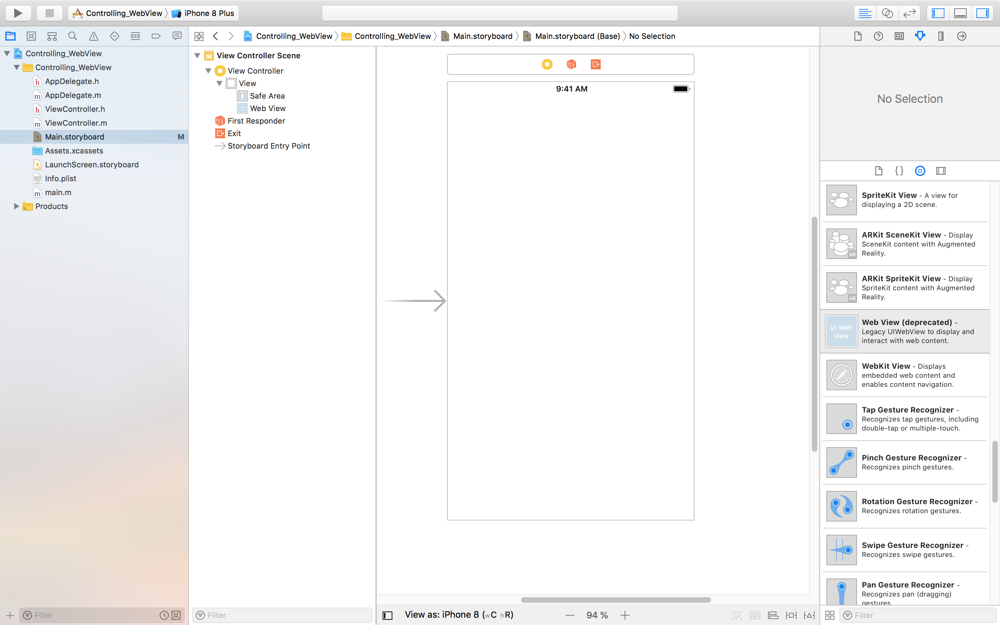 Controlling_WebView
iPhone 8 Plus
Controlling_WebView
Controlling_WebView
Main.storyboard
Main.storyboard (Base)
No Selection
Controlling_WebView
Controlling_WebView
AppDelegate.h
AppDelegate.m
ViewController.h
ViewController.m
Main.storyboard M
Assets.xcassets
LaunchScreen.storyboard
Info.plist
main.m
Products
Filter
View Controller Scene
View Controller
View
Safe Area
Web View
First Responder
Exit
Storyboard Entry Point
Filter
9:41 AM
View as: iPhone 8 (wC hR)
94 %
No Selection
SpriteKit View - A view for
displaying a 2D scene.
ARKit SceneKit View - Display
SceneKit content with Augmented
Reality.
AR
ARKit SpriteKit View - Display
SpriteKit content with Augmented
Reality.
AR
UI Web
View
Web View (deprecated) -
Legacy UIWebView to display and
interact with web content.
WebKit View - Displays
embedded web content and
enables content navigation.
Tap Gesture Recognizer -
Recognizes tap gestures, including
double-tap or multiple-touch.
Pinch Gesture Recognizer -
Recognizes pinch gestures.
Rotation Gesture Recognizer -
Recognizes rotation gestures.
Swipe Gesture Recognizer -
Recognizes swipe gestures.
Pan Gesture Recognizer -
Recognizes pan (dragging)
gestures.
Filter